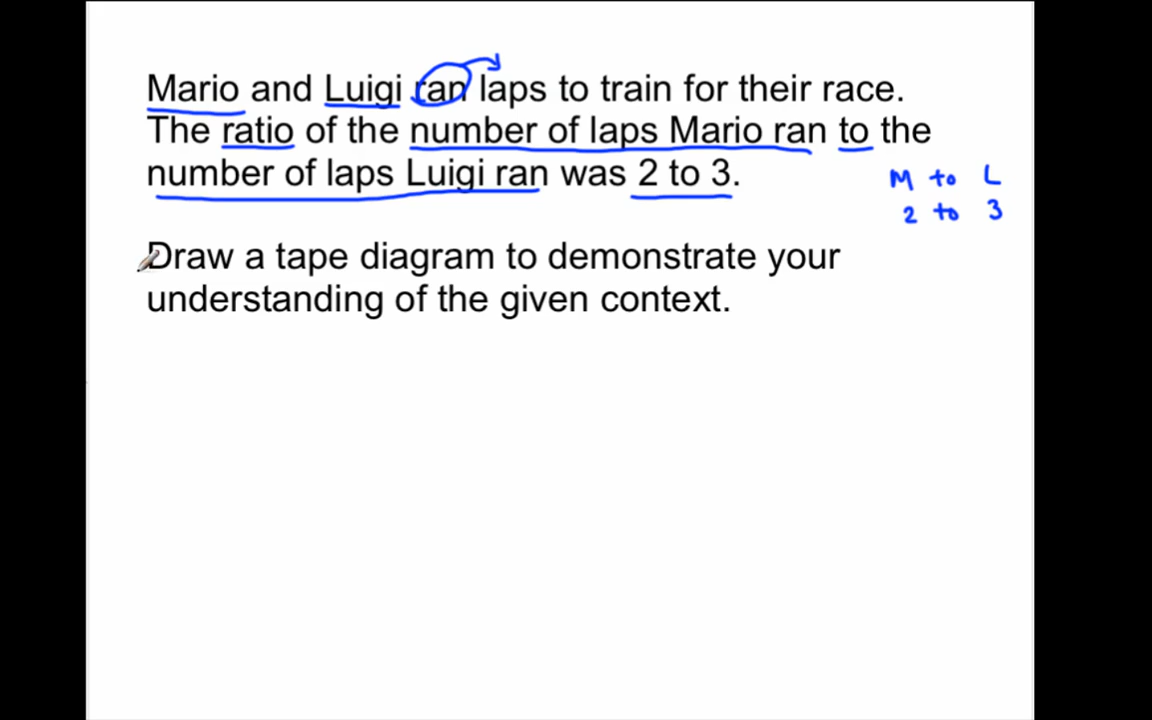 Mario and Luigi ran laps to train for their race.
The ratio of the number of laps Mario ran to the
number of laps Luigi ran was 2 to 3.
M to L
2 to 3
Draw a tape diagram to demonstrate your
understanding of the given context.